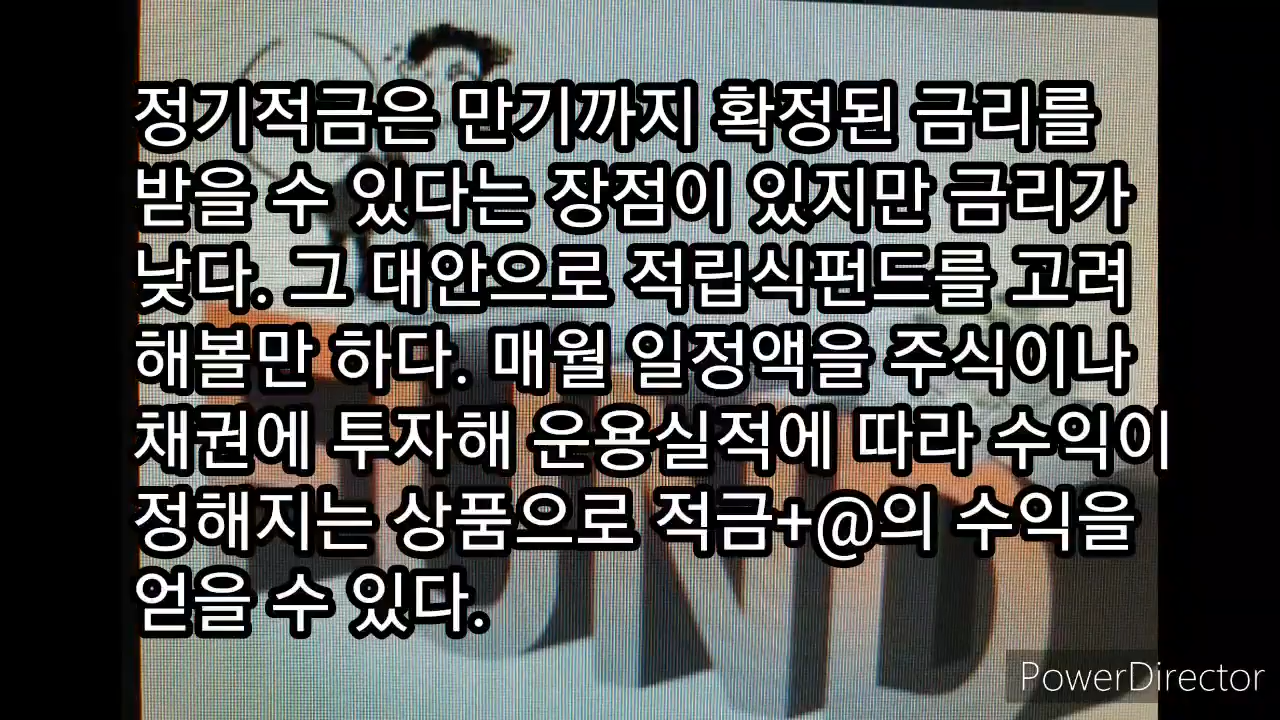 정기적금은 만기까지 확정된 금리를
받을 수 있다는 장점이 있지만 금리가
낮다. 그 대안으로 적립식펀드를 고려
해볼만 하다. 매월 일정액을 주식이나
채권에 투자해 운용실적에 따라 수익이
정해지는 상품으로 적금+@의 수익을
얻을 수 있다.
FUND
PowerDirector